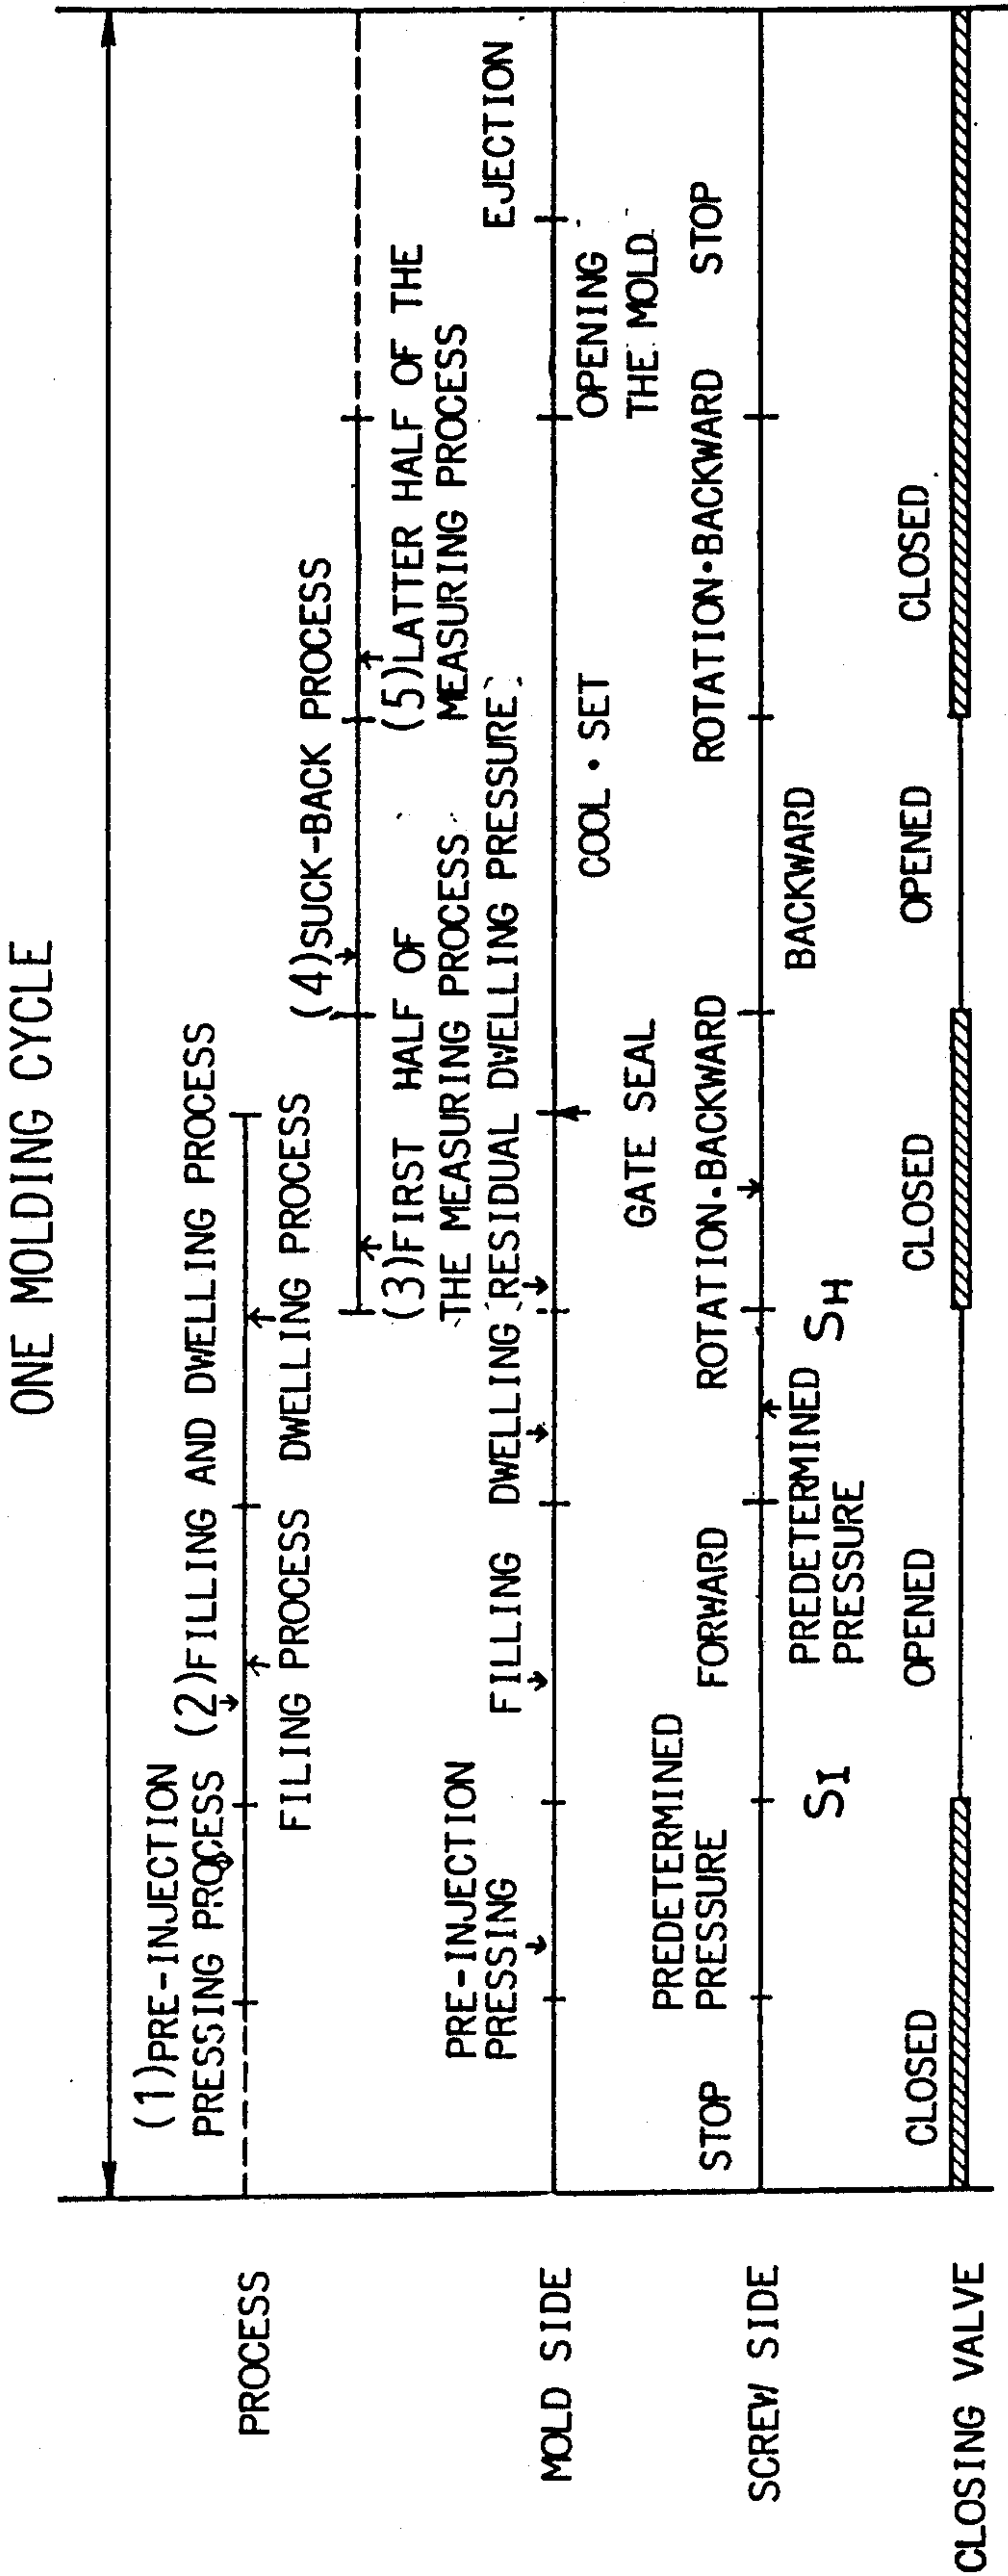 ONE MOLDING CYCLE
PROCESS
(1)PRE-INJECTION
PRESSING PROCESS
(2)FILLING AND DWELLING PROCESS
FILING PROCESS
DWELLING PROCESS
(4)SUCK-BACK PROCESS
(3)FIRST HALF OF
THE MEASURING PROCESS
(5)LATTER HALF OF THE
MEASURING PROCESS
MOLD SIDE
PRE-INJECTION
PRESSING
FILLING
DWELLING
RESIDUAL DWELLING PRESSURE
GATE SEAL
COOL・SET
OPENING
THE MOLD
EJECTION
SCREW SIDE
STOP
PREDETERMINED
PRESSURE
FORWARD
ROTATION・BACKWARD
ROTATION・BACKWARD
STOP
SI
PREDETERMINED
PRESSURE
SH
BACKWARD
CLOSING VALVE
CLOSED
OPENED
CLOSED
OPENED
CLOSED